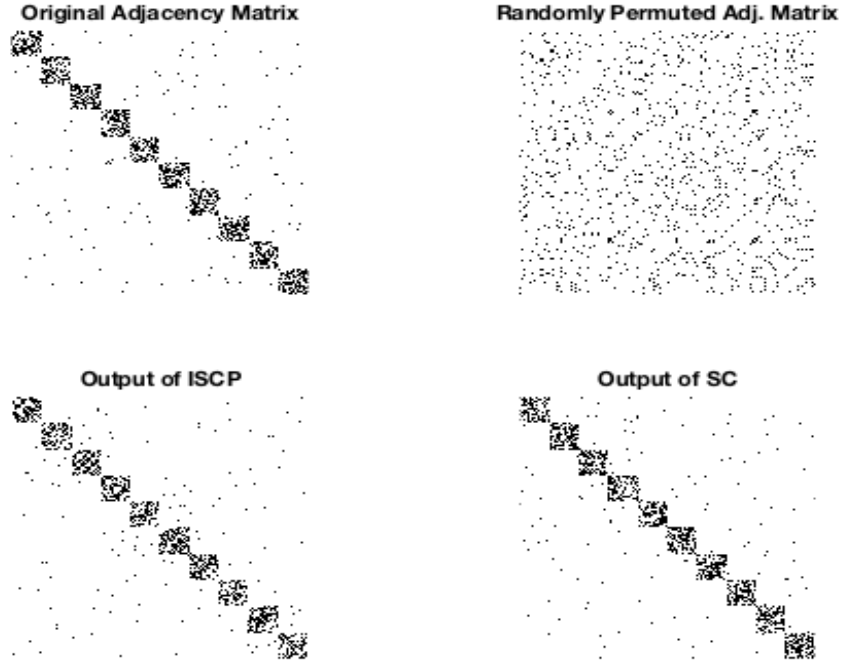 Original Adjacency Matrix
Randomly Permuted Adj. Matrix
Output of ISCP
Output of SC